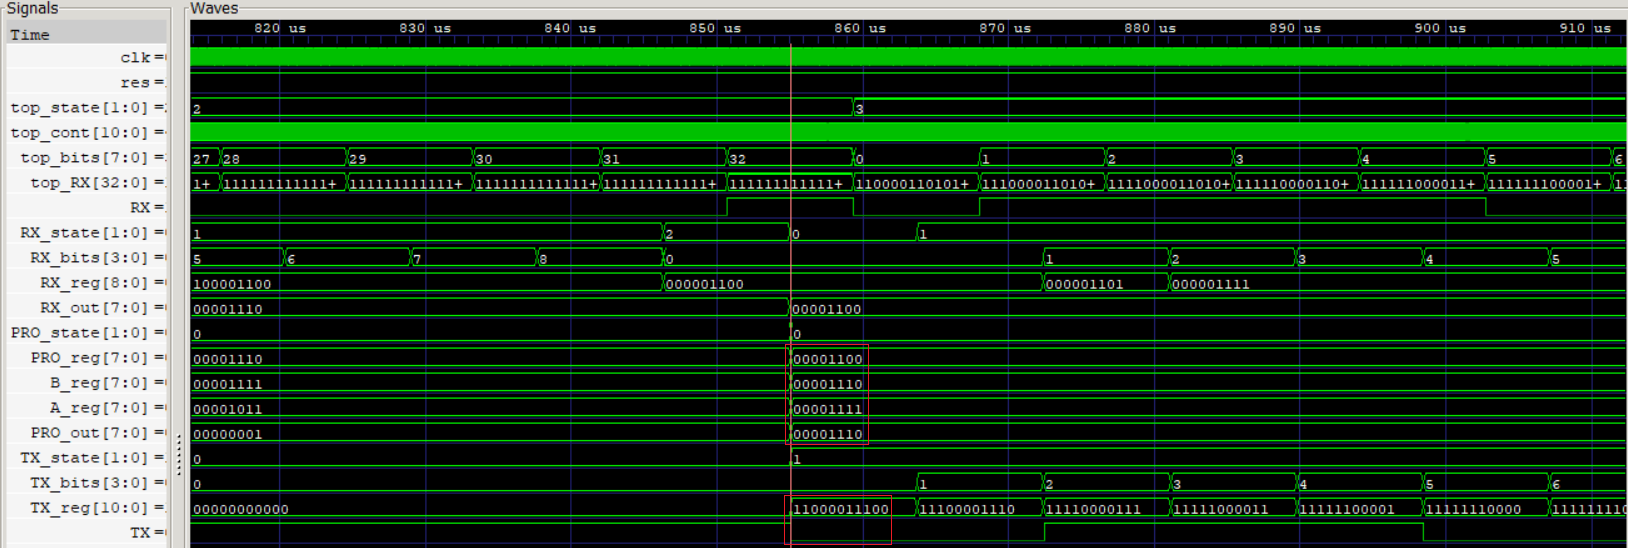 Signals Waves
Time 820 us 830 us 840 us 850 us 860 us 870 us 880 us 890 us 900 us 910 us
clk =
res =
top_state[1:0] = 2 3
top_cont[10:0] =
top_bits[7:0] = 27 28 29 30 31 32 0 1 2 3 4 5 6
top_RX[32:0] = 1+ 111111111111+ 111111111111+ 111111111111+ 111111111111+ 111111111111+ 110000110101+ 111000011010+ 1111000011010+ 111110000110+ 111111000011+ 111111100001+ 11
RX =
RX_state[1:0] = 1 2 0 1
RX_bits[3:0] = 5 6 7 8 0 1 2 3 4 5
RX_reg[8:0] = 100001100 000001100 000001101 000001111
RX_out[7:0] = 00001110 00001100
PRO_state[1:0] = 0 0
PRO_reg[7:0] = 00001110 00001100
B_reg[7:0] = 00001111 00001110
A_reg[7:0] = 00001011 00001111
PRO_out[7:0] = 00000001 00001110
TX_state[1:0] = 0 1
TX_bits[3:0] = 0 1 2 3 4 5 6
TX_reg[10:0] = 00000000000 11000011100 11100001110 11110000111 11111000011 11111100001 11111110000 111111110
TX =